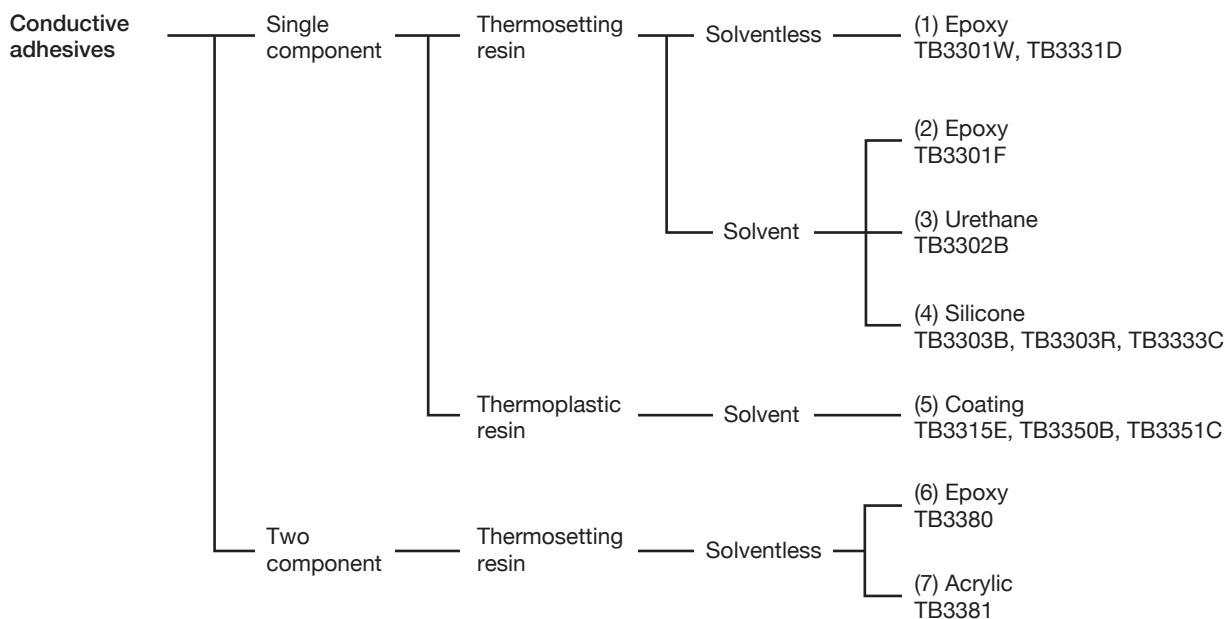 Conductive
adhesives
Single
component
Thermosetting
resin
Solventless
(1) Epoxy
TB3301W, TB3331D
(2) Epoxy
TB3301F
Solvent
(3) Urethane
TB3302B
(4) Silicone
TB3303B, TB3303R, TB3333C
Thermoplastic
resin
Solvent
(5) Coating
TB3315E, TB3350B, TB3351C
Two
component
Thermosetting
resin
Solventless
(6) Epoxy
TB3380
(7) Acrylic
TB3381